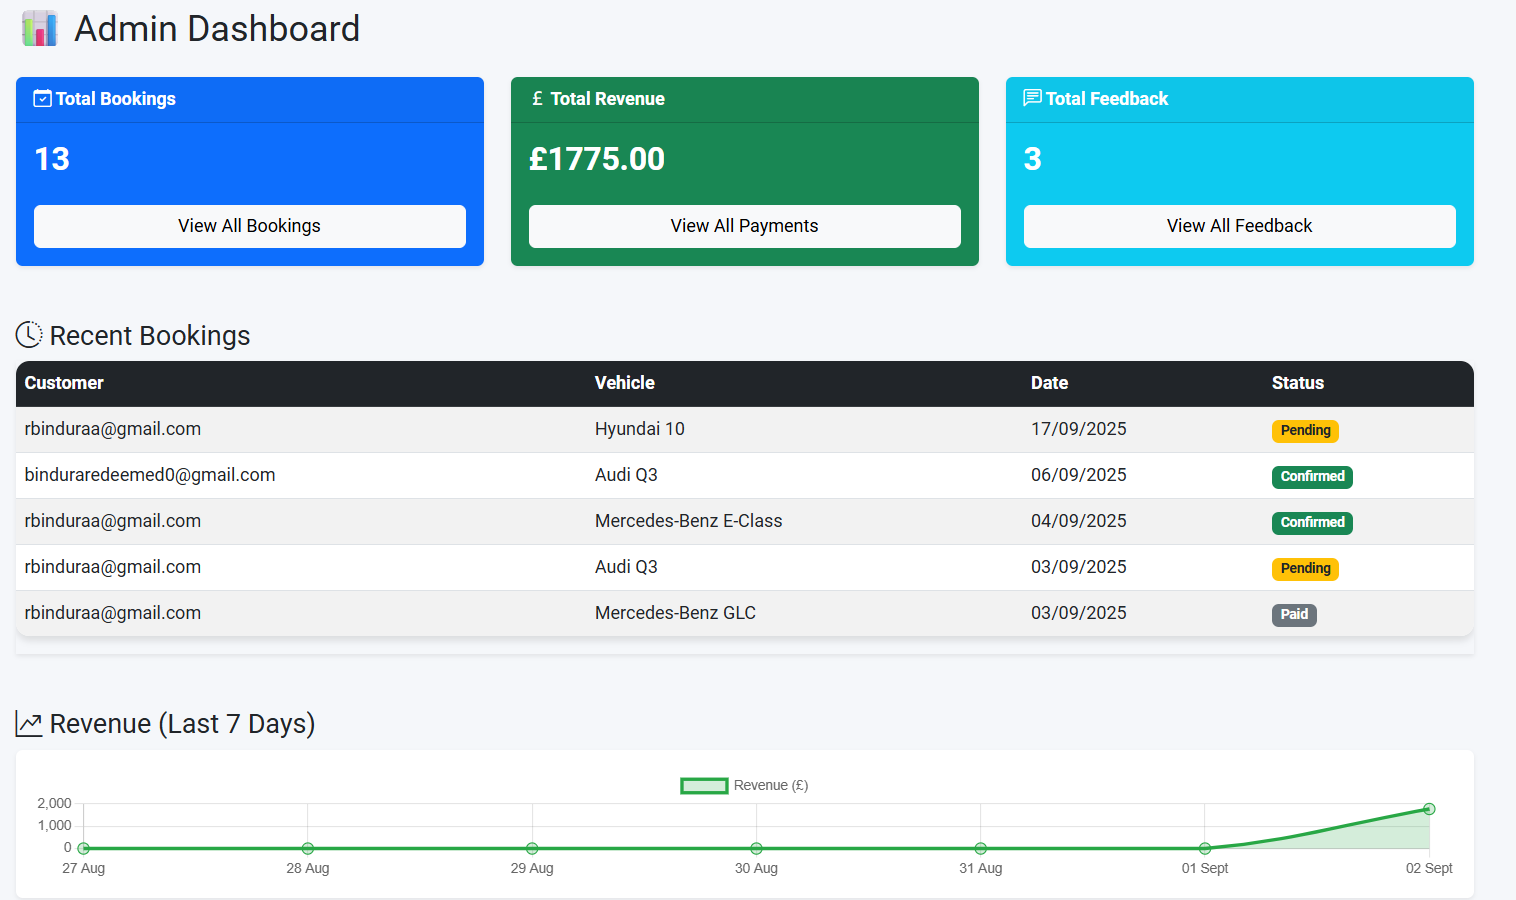 Admin Dashboard
Total Bookings
13
View All Bookings
£ Total Revenue
£1775.00
View All Payments
Total Feedback
3
View All Feedback
Recent Bookings
Customer Vehicle Date Status
rbinduraa@gmail.com Hyundai 10 17/09/2025 Pending
binduraredeemed0@gmail.com Audi Q3 06/09/2025 Confirmed
rbinduraa@gmail.com Mercedes-Benz E-Class 04/09/2025 Confirmed
rbinduraa@gmail.com Audi Q3 03/09/2025 Pending
rbinduraa@gmail.com Mercedes-Benz GLC 03/09/2025 Paid
Revenue (Last 7 Days)
Revenue (£)
2,000
1,000
0
27 Aug 28 Aug 29 Aug 30 Aug 31 Aug 01 Sept 02 Sept